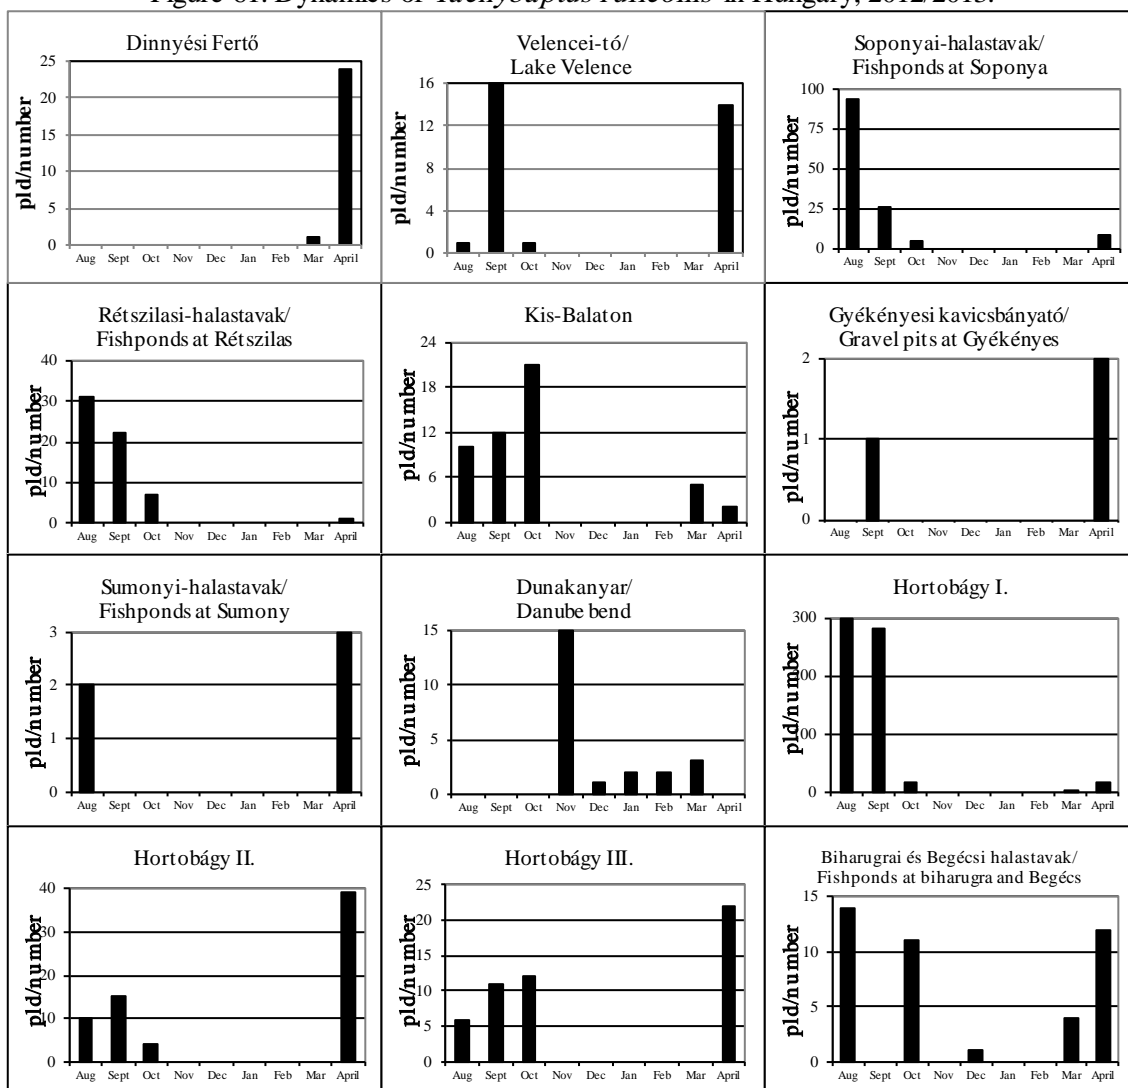 Figure 61. Dynamics of Tachybaptus ruficollis in Hungary, 2012/2013.
Dinnyési Fertő
pld/number
25
20
15
10
5
0
Aug Sept Oct Nov Dec Jan Feb Mar April
Velencei-tó/
Lake Velence
pld/number
16
12
8
4
0
Aug Sept Oct Nov Dec Jan Feb Mar April
Soponyai-halastavak/
Fishponds at Soponya
pld/number
100
75
50
25
0
Aug Sept Oct Nov Dec Jan Feb Mar April
Rétszilasi-halastavak/
Fishponds at Rétszilas
pld/number
40
30
20
10
0
Aug Sept Oct Nov Dec Jan Feb Mar April
Kis-Balaton
pld/number
24
18
12
6
0
Aug Sept Oct Nov Dec Jan Feb Mar April
Gyékényesi kavicsbányató/
Gravel pits at Gyékényes
pld/number
2
1
0
Aug Sept Oct Nov Dec Jan Feb Mar April
Sumonyi-halastavak/
Fishponds at Sumony
pld/number
3
2
1
0
Aug Sept Oct Nov Dec Jan Feb Mar April
Dunakanyar/
Danube bend
pld/number
15
10
5
0
Aug Sept Oct Nov Dec Jan Feb Mar April
Hortobágy I.
pld/number
300
200
100
0
Aug Sept Oct Nov Dec Jan Feb Mar April
Hortobágy II.
pld/number
40
30
20
10
0
Aug Sept Oct Nov Dec Jan Feb Mar April
Hortobágy III.
pld/number
25
20
15
10
5
0
Aug Sept Oct Nov Dec Jan Feb Mar April
Biharugrai és Begécsi halastavak/
Fishponds at biharugra and Begécs
pld/number
15
10
5
0
Aug Sept Oct Nov Dec Jan Feb Mar April